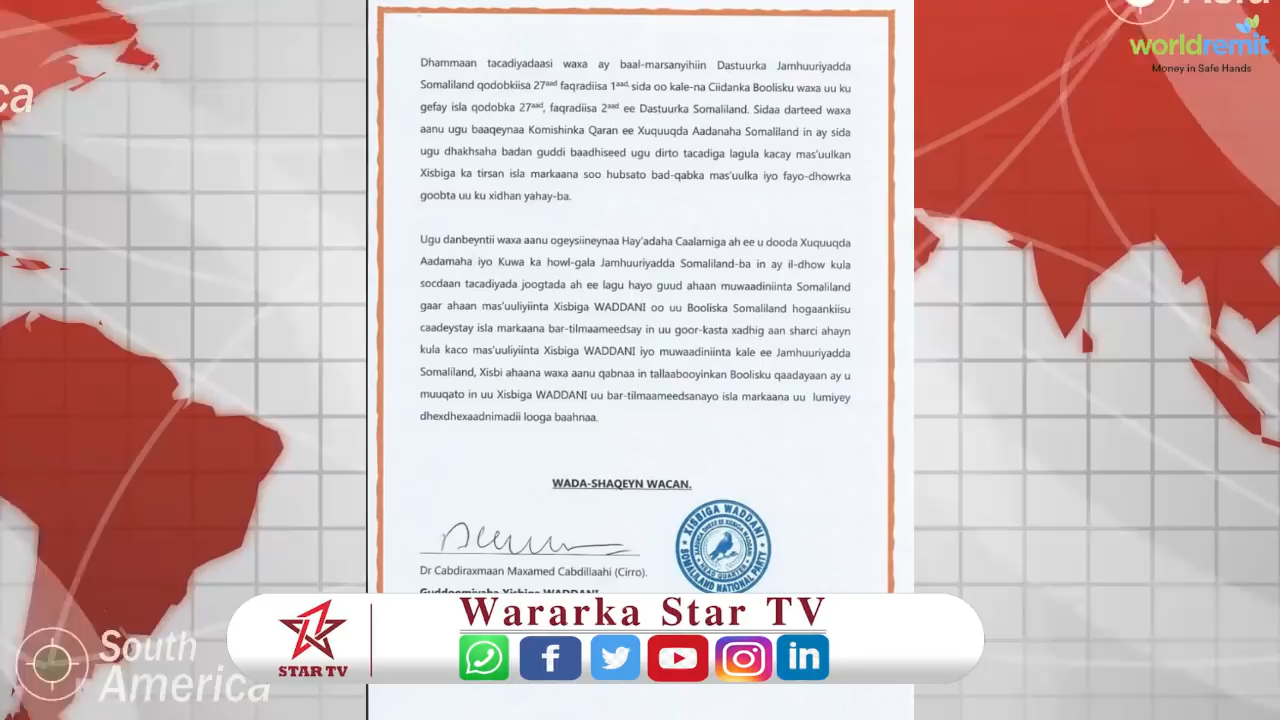 Asia
worldremit
Money in Safe Hands
ca
Dhammaan tacadiyadaasi waxa ay baal-marsanyihiin Dastuurka Jamhuuriyadda
Somaliland qodobkiisa 27ᵃᵃᵈ faqradiisa 1ᵃᵃᵈ, sida oo kale-na Ciidanka Boolisku waxa uu ku
gefay isla qodobka 27ᵃᵃᵈ, faqradiisa 2ᵃᵃᵈ ee Dastuurka Somaliland. Sidaa darteed waxa
aanu ugu baaqeynaa Komishinka Qaran ee Xuquuqda Aadanaha Somaliland in ay sida
ugu dhakhsaha badan guddi baadhiseed ugu dirto tacadiga lagula kacay mas'uulkan
Xisbiga ka tirsan isla markaana soo hubsato bad-qabka mas'uulka iyo fayo-dhowrka
goobta uu ku xidhan yahay-ba.
Ugu danbeyntii waxa aanu ogeysiineynaa Hay'adaha Caalamiga ah ee u dooda Xuquuqda
Aadamaha iyo Kuwa ka howl-gala Jamhuuriyadda Somaliland-ba in ay il-dhow kula
socdaan tacadiyada joogtada ah ee lagu hayo guud ahaan muwaadiniinta Somaliland
gaar ahaan mas'uuliyiinta Xisbiga WADDANI oo uu Booliska Somaliland hogaankiisu
caadeystay isla markaana bar-tilmaameedsay in uu goor-kasta xadhig aan sharci ahayn
kula kaco mas'uuliyiinta Xisbiga WADDANI iyo muwaadiniinta kale ee Jamhuuriyadda
Somaliland, Xisbi ahaana waxa aanu qabnaa in tallaabooyinkan Boolisku qaadayaan ay u
muuqato in uu Xisbiga WADDANI uu bar-tilmaameedsanayo isla markaana uu lumiyey
dhexdhexaadnimadii looga baahnaa.
WADA-SHAQEYN WACAN.
XISBIGA WADDANI
HEAD QUARTER
SOMALILAND NATIONAL PARTY
Dr Cabdiraxmaan Maxamed Cabdillaahi (Cirro).
Guddoomiyaha Xisbiga WADDANI
Wararka Star TV
STAR TV
South
America